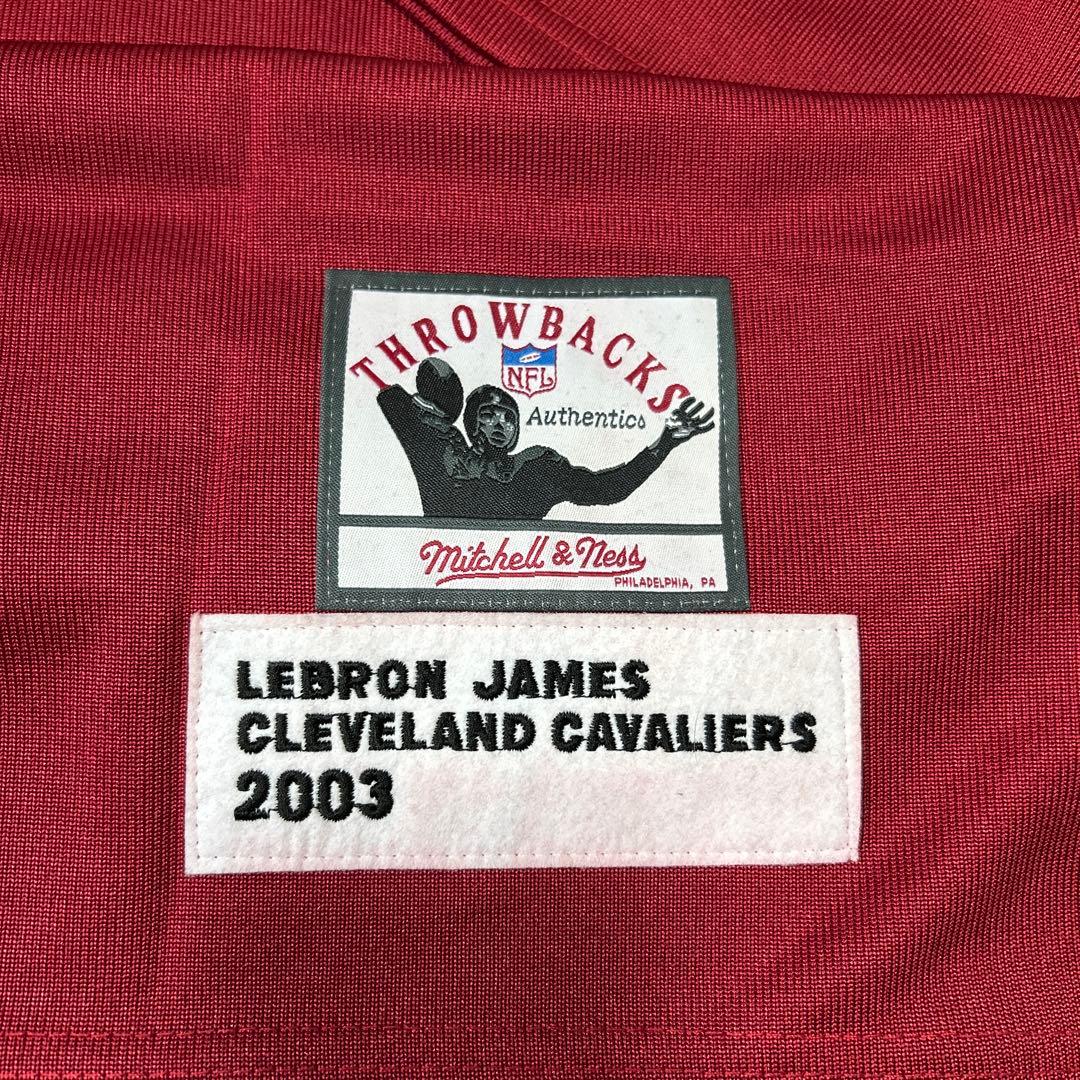 THROWBACKS
NFL
Authentics
Mitchell & Ness
PHILADELPHIA, PA
LEBRON JAMES
CLEVELAND CAVALIERS
2003